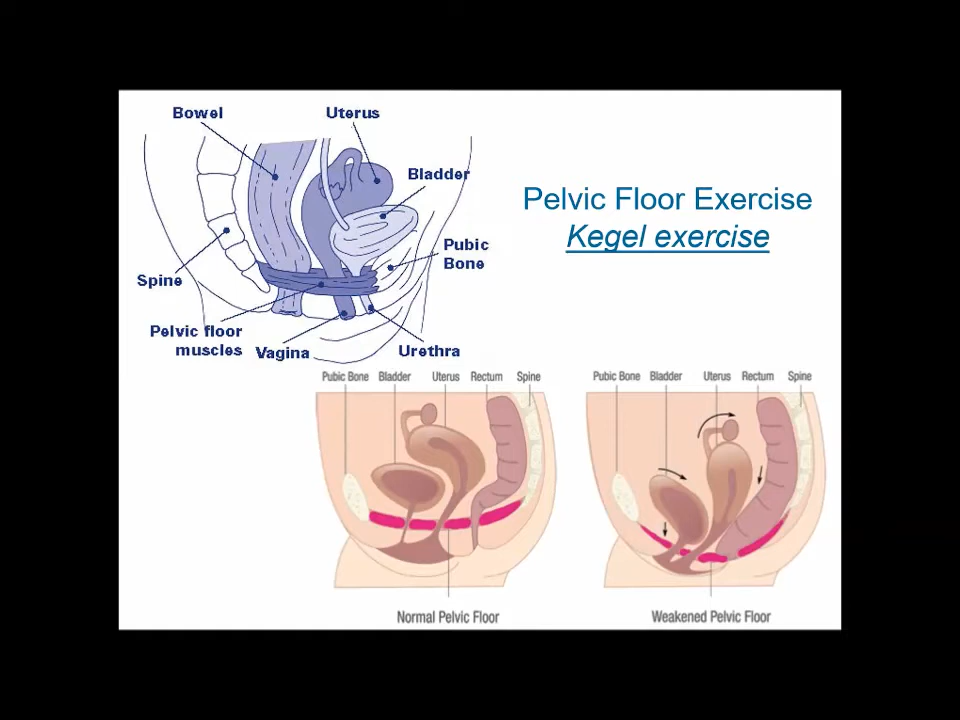 Bowel
Uterus
Bladder
Pubic
Bone
Spine
Pelvic floor
muscles
Vagina
Urethra
Pelvic Floor Exercise
Kegel exercise
Pubic Bone Bladder Uterus Rectum Spine
Normal Pelvic Floor
Pubic Bone Bladder Uterus Rectum Spine
Weakened Pelvic Floor